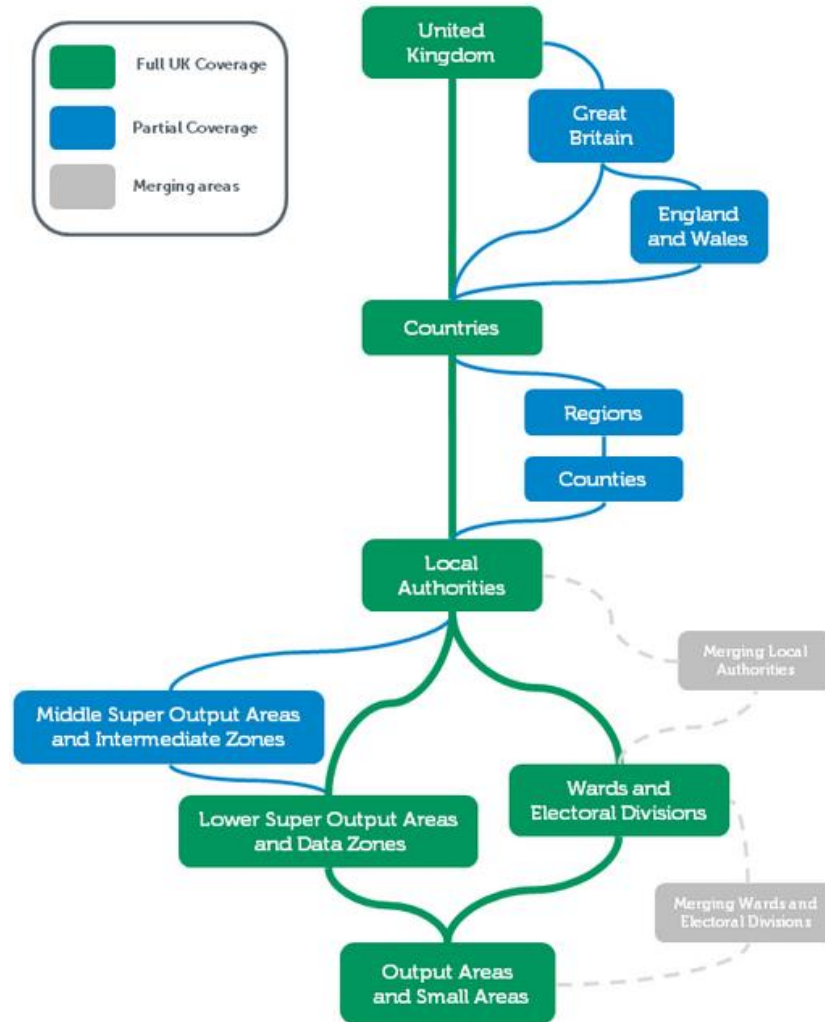 United
Kingdom
Full UK Coverage
Partial Coverage
Merging areas
Great
Britain
England
and Wales
Countries
Regions
Counties
Local
Authorities
Merging Local
Authorities
Middle Super Output Areas
and Intermediate Zones
Wards and
Electoral Divisions
Lower Super Output Areas
and Data Zones
Merging Wards and
Electoral Divisions
Output Areas
and Small Areas